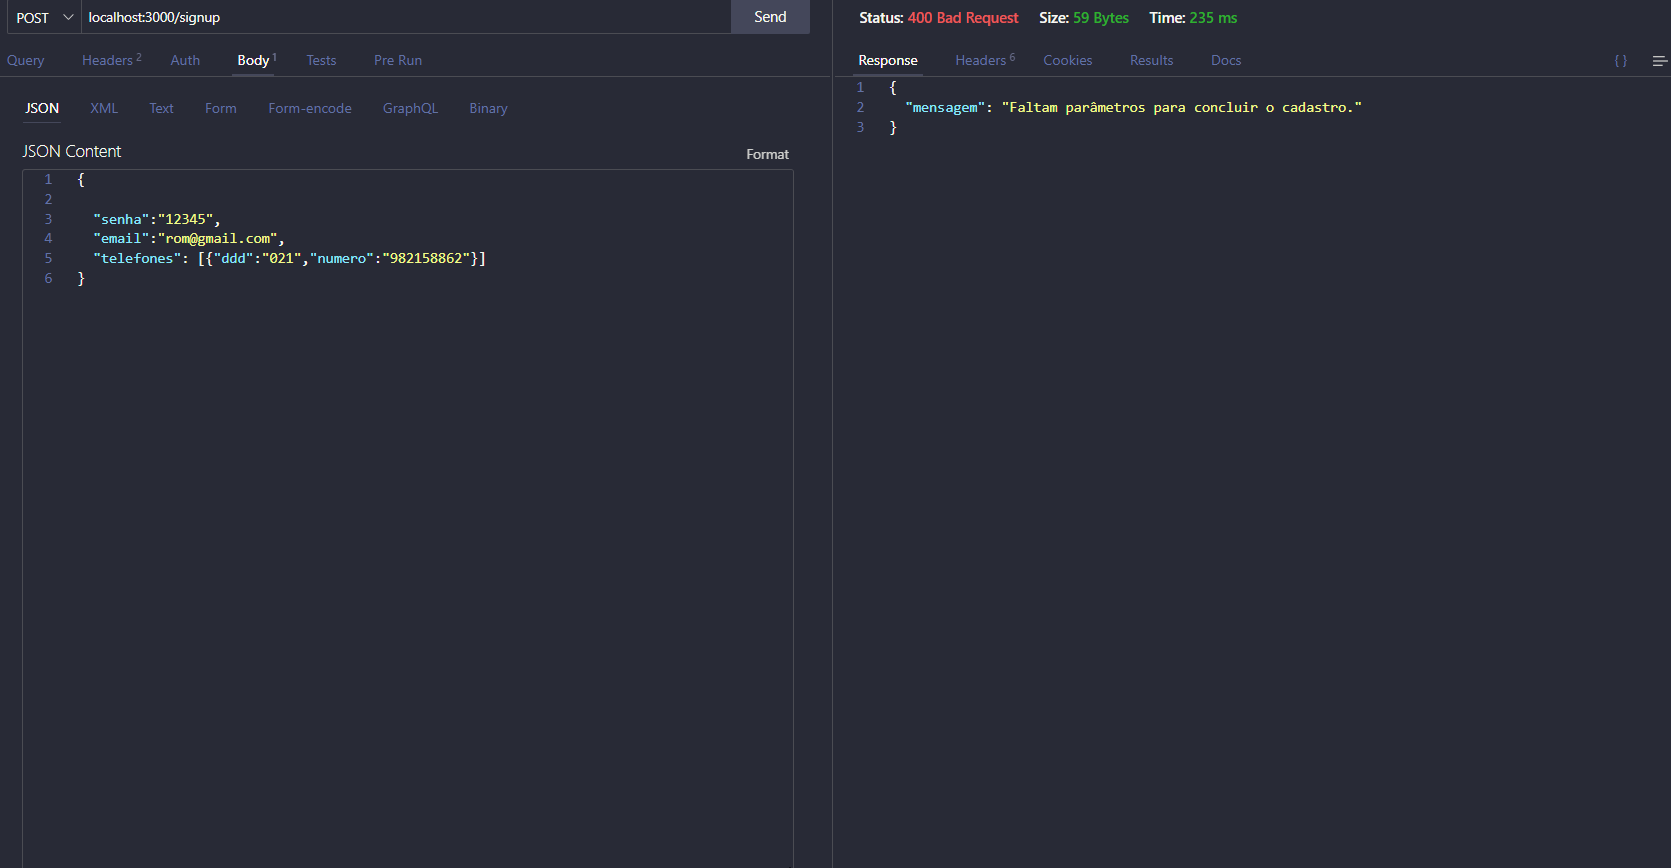 POST localhost:3000/signup Send
Query Headers 2 Auth Body 1 Tests Pre Run
JSON XML Text Form Form-encode GraphQL Binary
JSON Content
Format
1 {
2
3 "senha":"12345",
4 "email":"rom@gmail.com",
5 "telefones": [{"ddd":"021","numero":"982158862"}]
6 }
Status: 400 Bad Request Size: 59 Bytes Time: 235 ms
Response Headers 6 Cookies Results Docs { }
1 {
2 "mensagem": "Faltam parâmetros para concluir o cadastro."
3 }